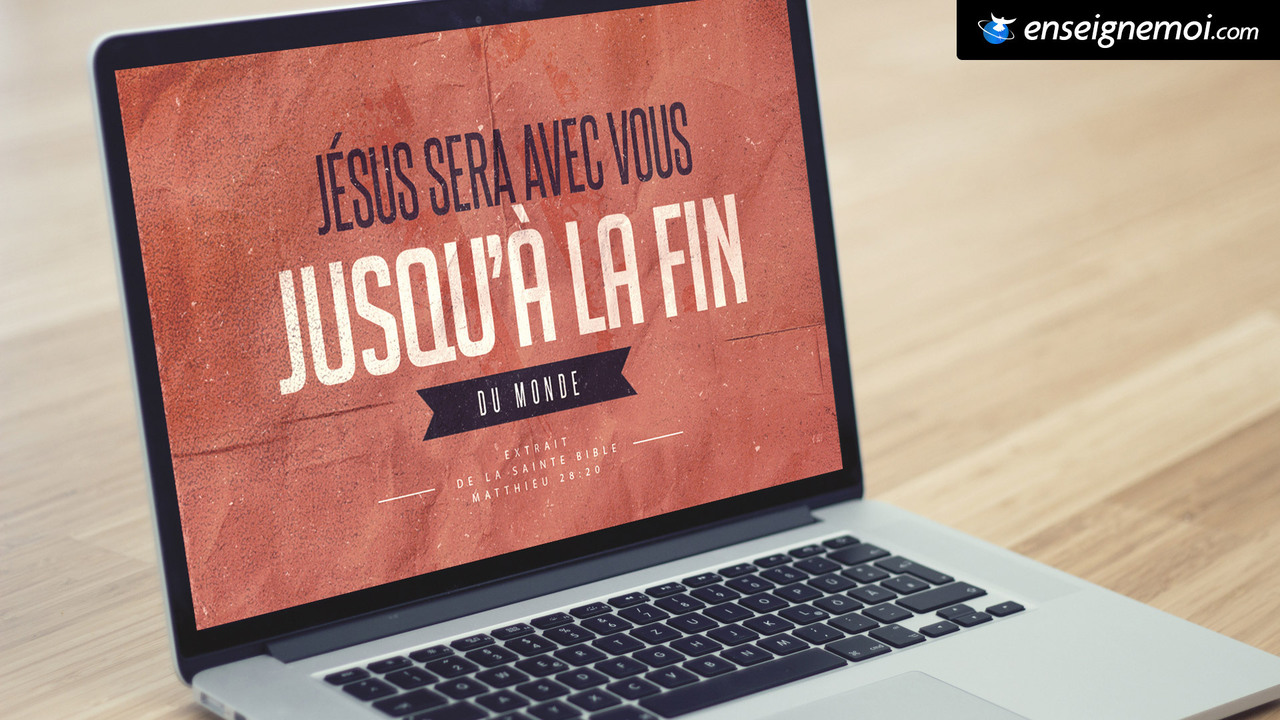 enseignemoi.com
JÉSUS SERA AVEC VOUS
JUSQU'À LA FIN
DU MONDE
EXTRAIT
DE LA SAINTE BIBLE
MATTHIEU 28:20